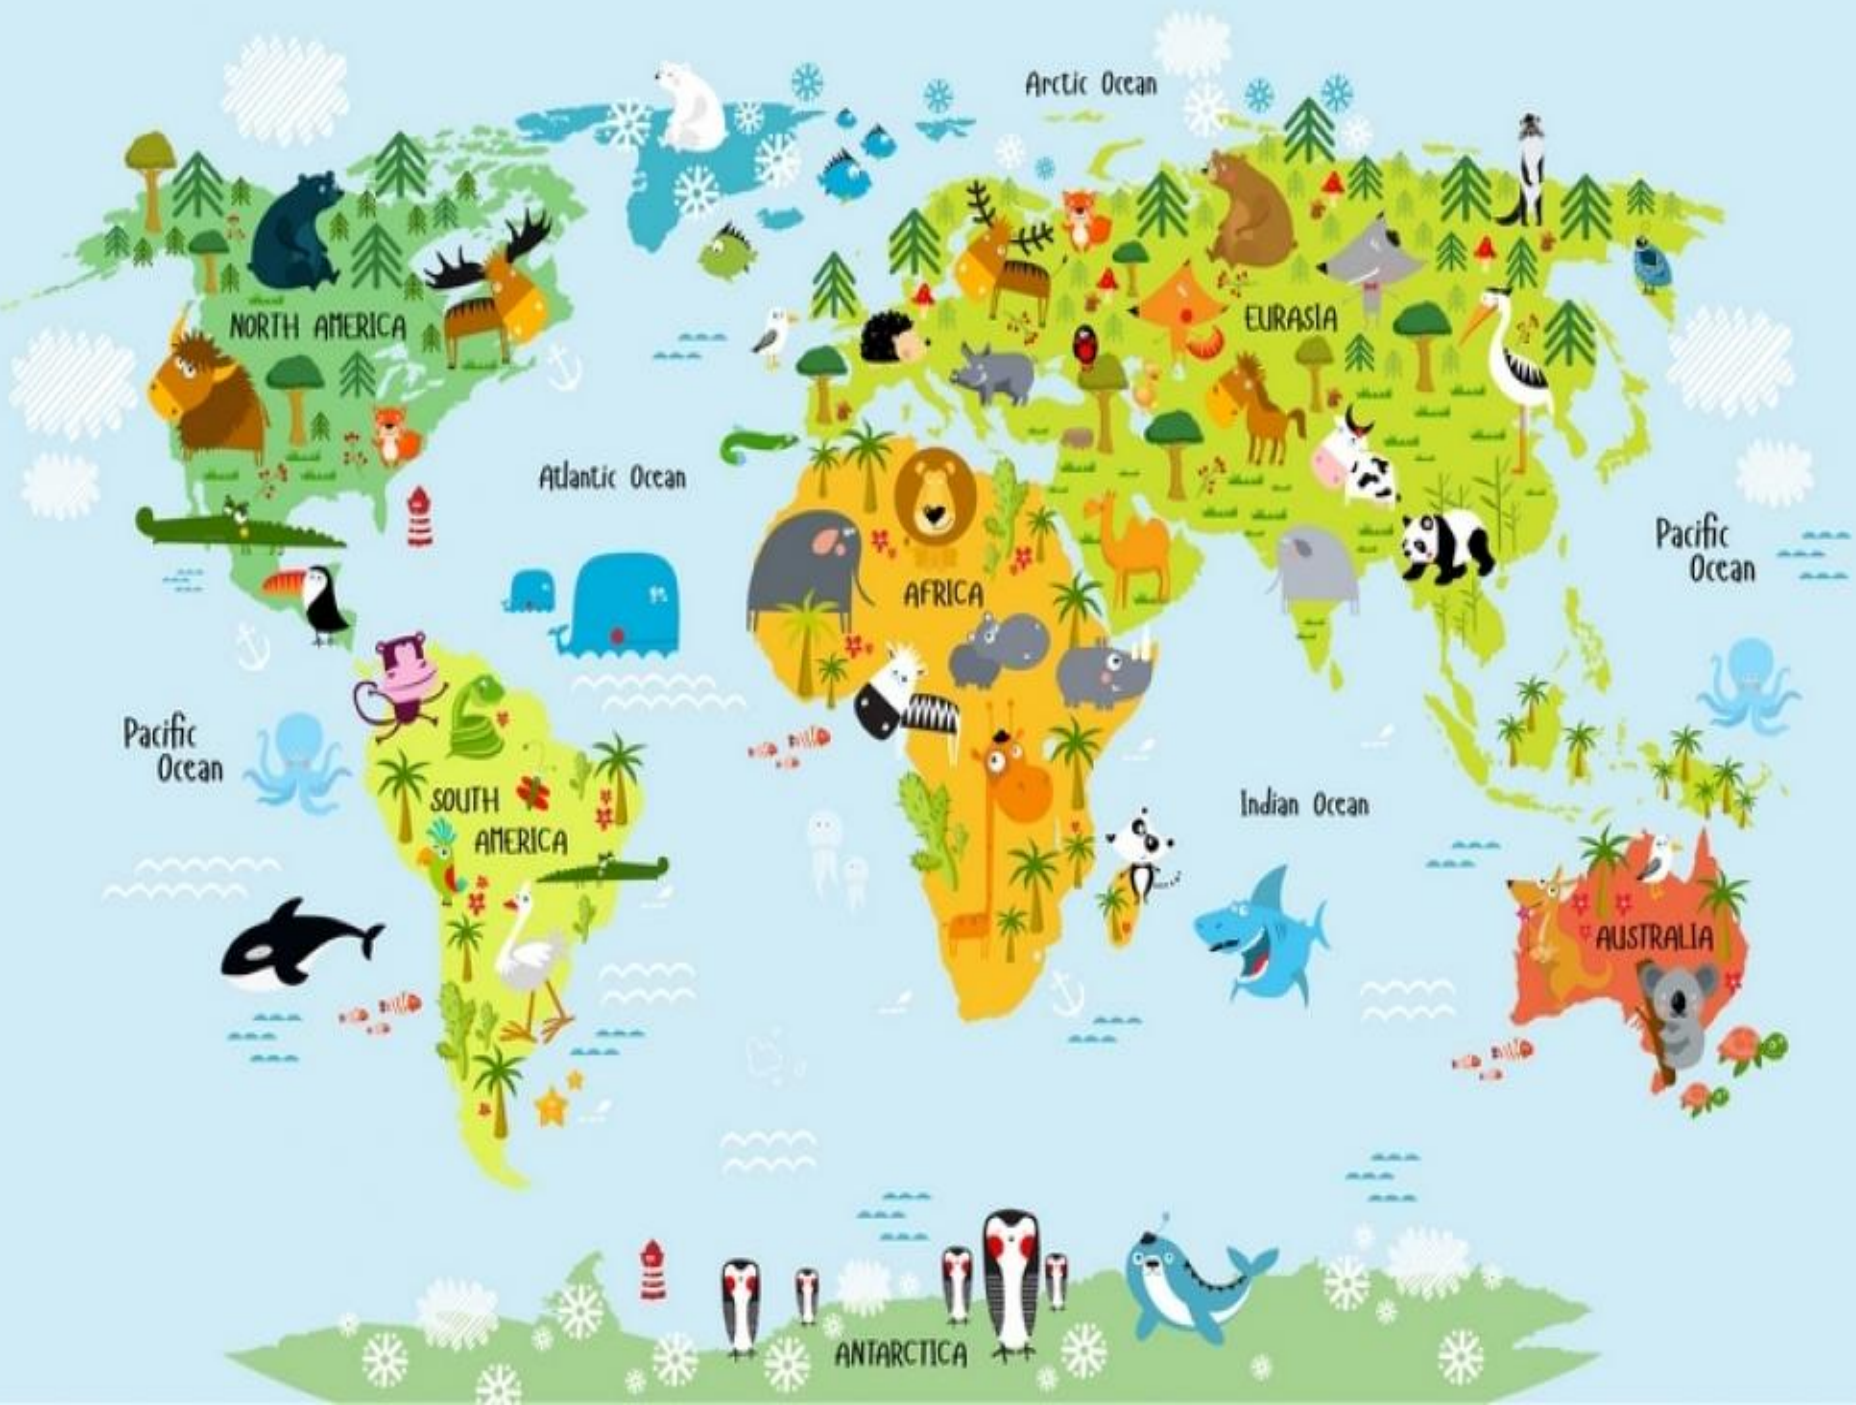 Arctic Ocean
NORTH AMERICA
EURASIA
Atlantic Ocean
Pacific
Ocean
AFRICA
Pacific
Ocean
SOUTH
AMERICA
Indian Ocean
AUSTRALIA
ANTARCTICA